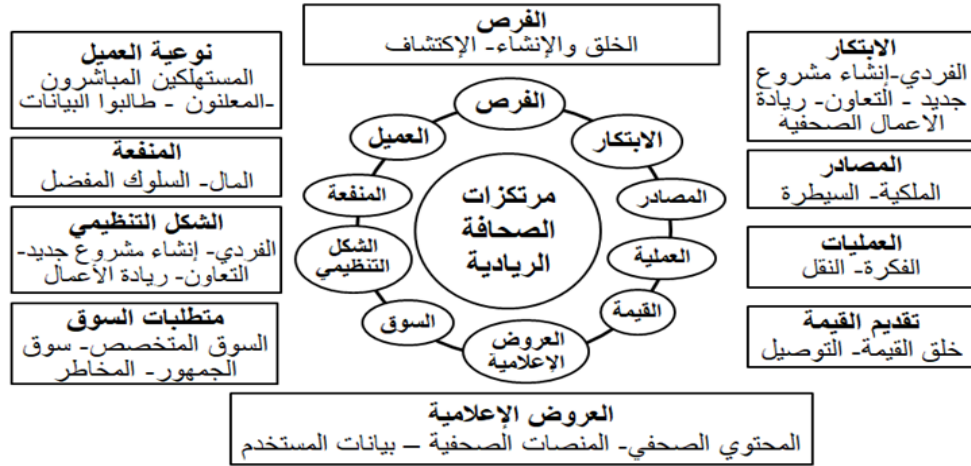 الفرص
الخلق والإنشاء- الإكتشاف
الابتكار
الفردي-إنشاء مشروع
جديد - التعاون- ريادة
الاعمال الصحفية
المصادر
الملكية- السيطرة
العمليات
الفكرة- النقل
تقديم القيمة
خلق القيمة- التوصيل
العروض الإعلامية
المحتوي الصحفي- المنصات الصحفية – بيانات المستخدم
نوعية العميل
المستهلكين المباشرون
-المعلنون - طالبوا البيانات
المنفعة
المال- السلوك المفضل
الشكل التنظيمي
الفردي- إنشاء مشروع جديد-
التعاون- ريادة الأعمال
متطلبات السوق
السوق المتخصص- سوق
الجمهور- المخاطر
مرتكزات
الصحافة
الريادية
الفرص
الابتكار
المصادر
العملية
القيمة
العروض
الإعلامية
السوق
الشكل
التنظيمي
المنفعة
العميل